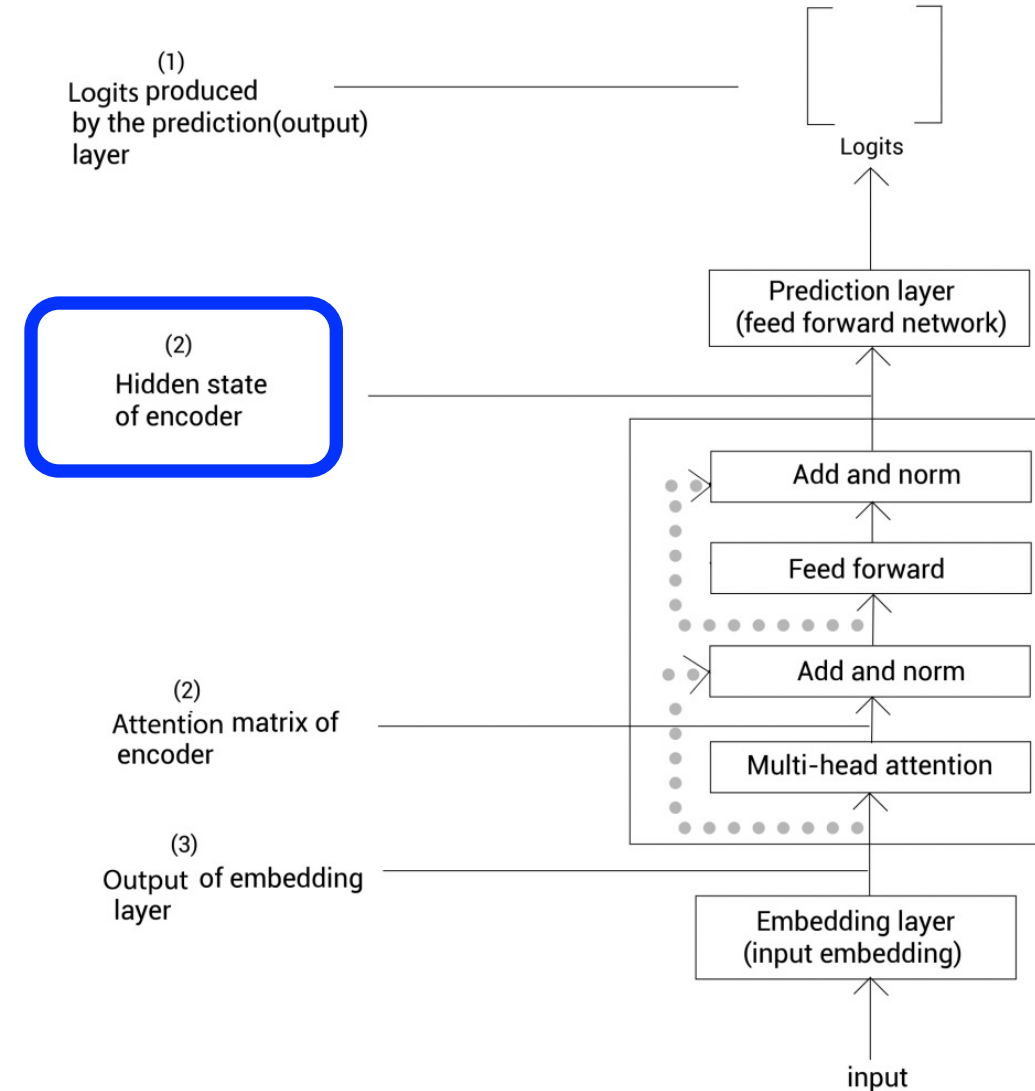 (1)
Logits produced
by the prediction(output)
layer
Logits
Prediction layer
(feed forward network)
(2)
Hidden state
of encoder
Add and norm
Feed forward
Add and norm
(2)
Attention matrix of
encoder
Multi-head attention
(3)
Output of embedding
layer
Embedding layer
(input embedding)
input